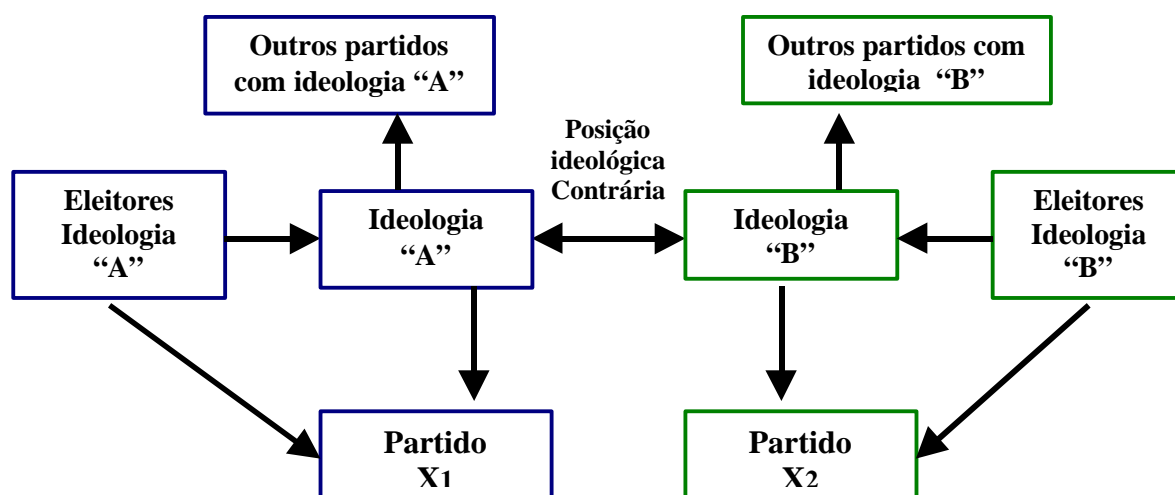 Outros partidos
com ideologia “A”
Outros partidos com
ideologia “B”
Posição
ideológica
Contrária
Eleitores
Ideologia
“A”
Ideologia
“A”
Ideologia
“B”
Eleitores
Ideologia
“B”
Partido
X1
Partido
X2